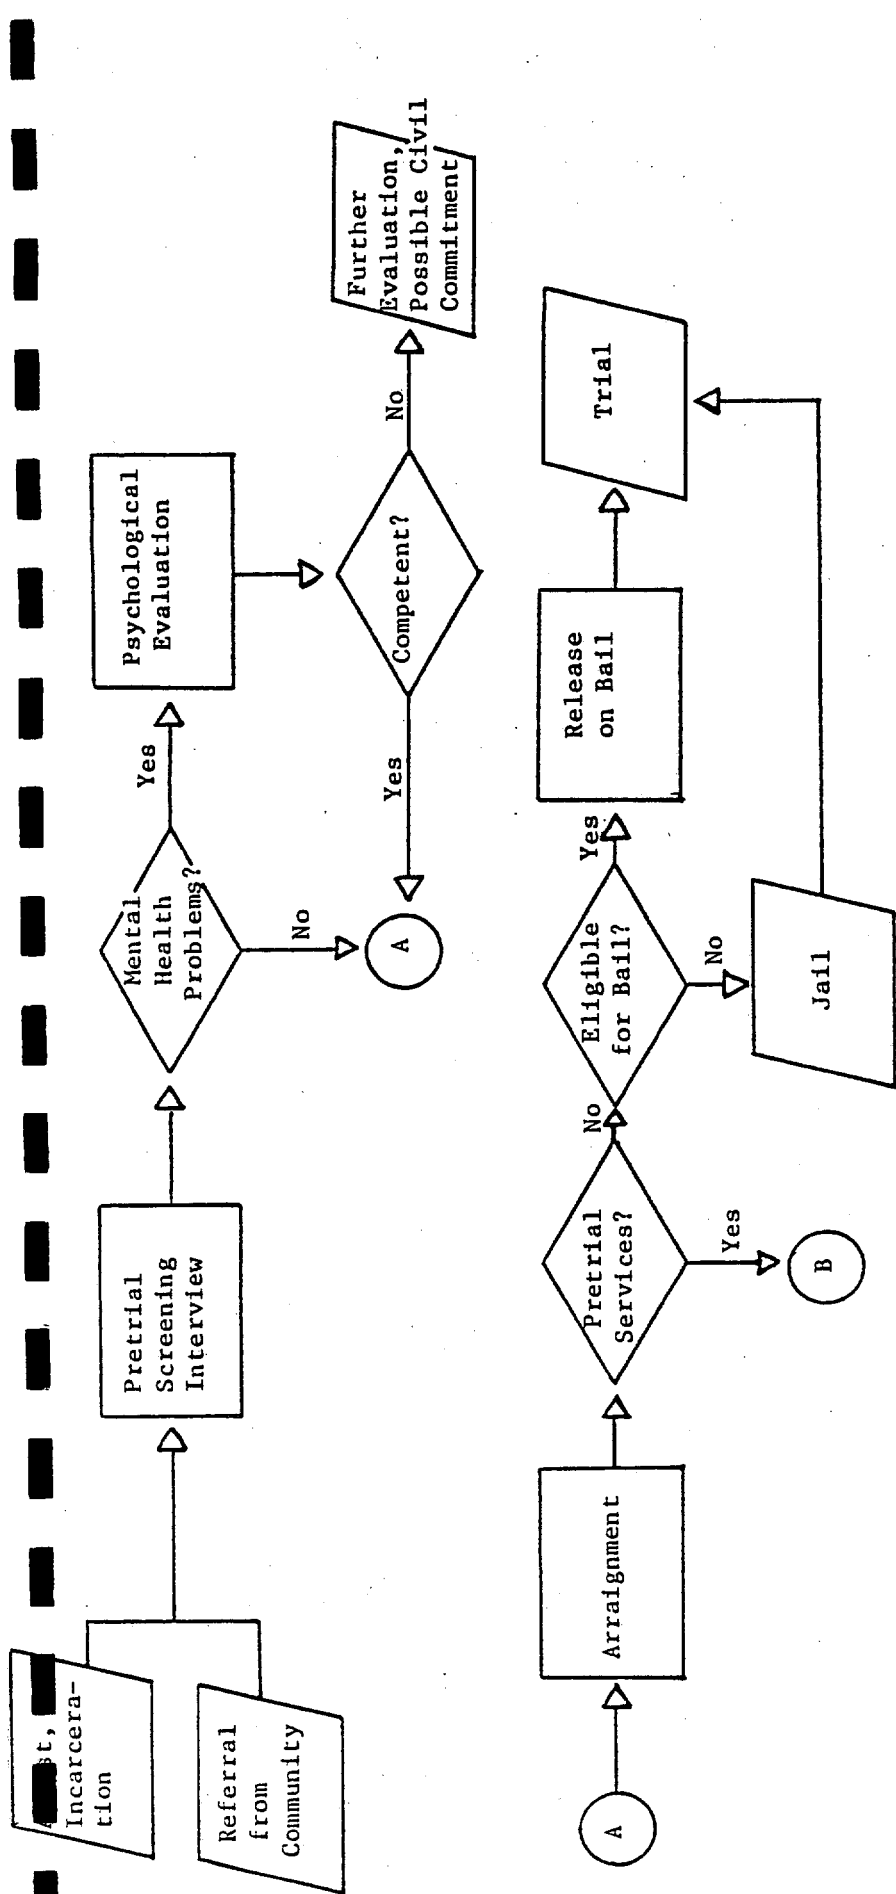 st,
Incarcera-
tion
Referral
from
Community
Pretrial
Screening
Interview
Mental
Health
Problems?
Yes
No
Psychological
Evaluation
Competent?
Yes
No
A
Further
Evaluation,
Possible Civil
Commitment
A
Arraignment
Pretrial
Services?
Yes
B
No
Eligible
for Bail?
Yes
No
Release
on Bail
Jail
Trial